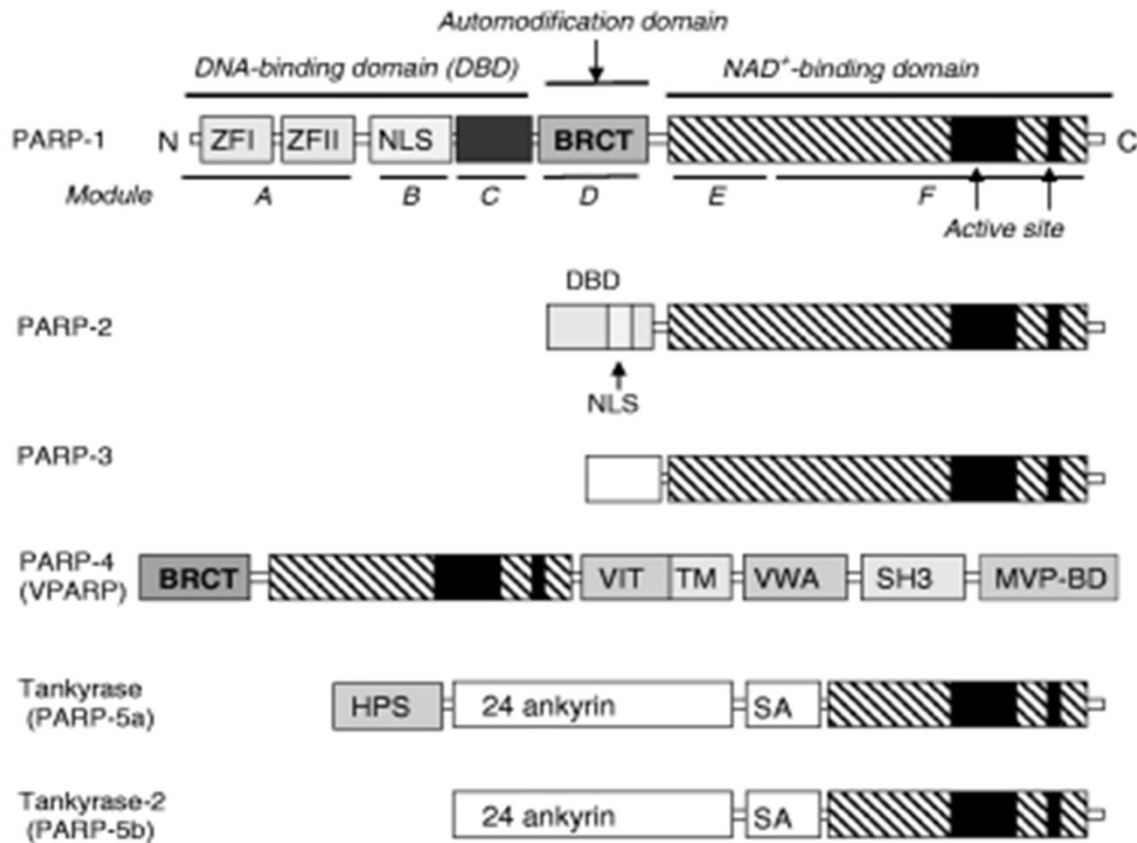 Automodification domain
DNA-binding domain (DBD)
NAD⁺-binding domain
PARP-1 N ZFI ZFII NLS BRCT C
Module A B C D E F
Active site
DBD
PARP-2
NLS
PARP-3
PARP-4
(VPARP)
BRCT VIT TM VWA SH3 MVP-BD
Tankyrase
(PARP-5a)
HPS 24 ankyrin SA
Tankyrase-2
(PARP-5b)
24 ankyrin SA